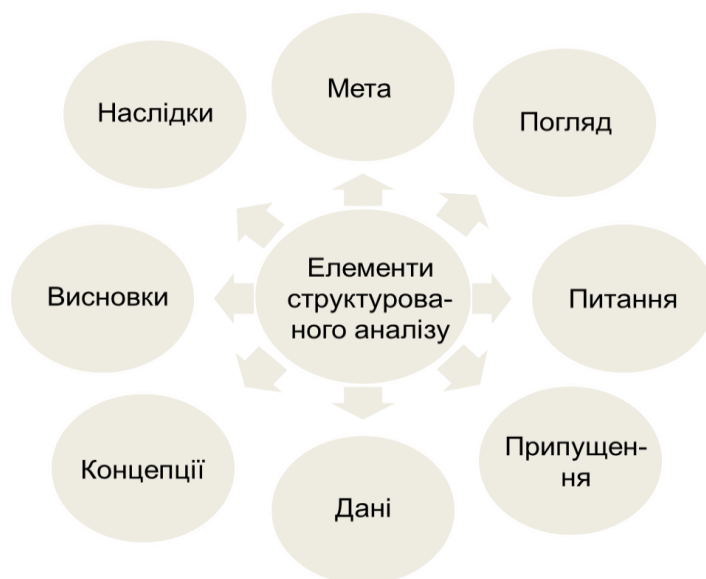 Мета
Погляд
Питання
Припущен-
ня
Дані
Концепції
Висновки
Наслідки
Елементи
структурова-
ного аналізу